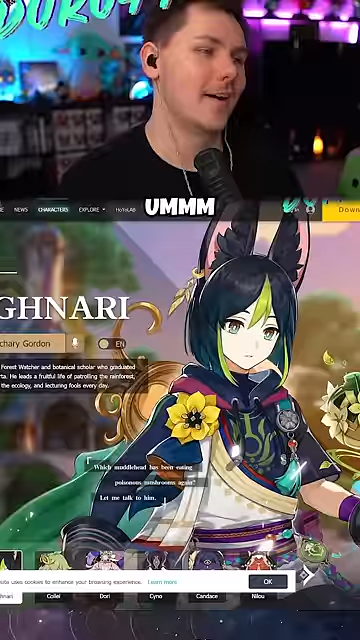 UMMM
NEWS
CHARACTERS
EXPLORE
HoYoLAB
GHNARI
chary Gordon
EN
Forest Watcher and botanical scholar who graduated
He leads a fruitful life of patrolling the rainforest,
the ecology, and lecturing fools every day.
Which muddlehead has been eating
poisonous mushrooms again?
Let me talk to him.
site uses cookies to enhance your browsing experience. Learn more
OK
hnari
Collei
Dori
Cyno
Candace
Nilou